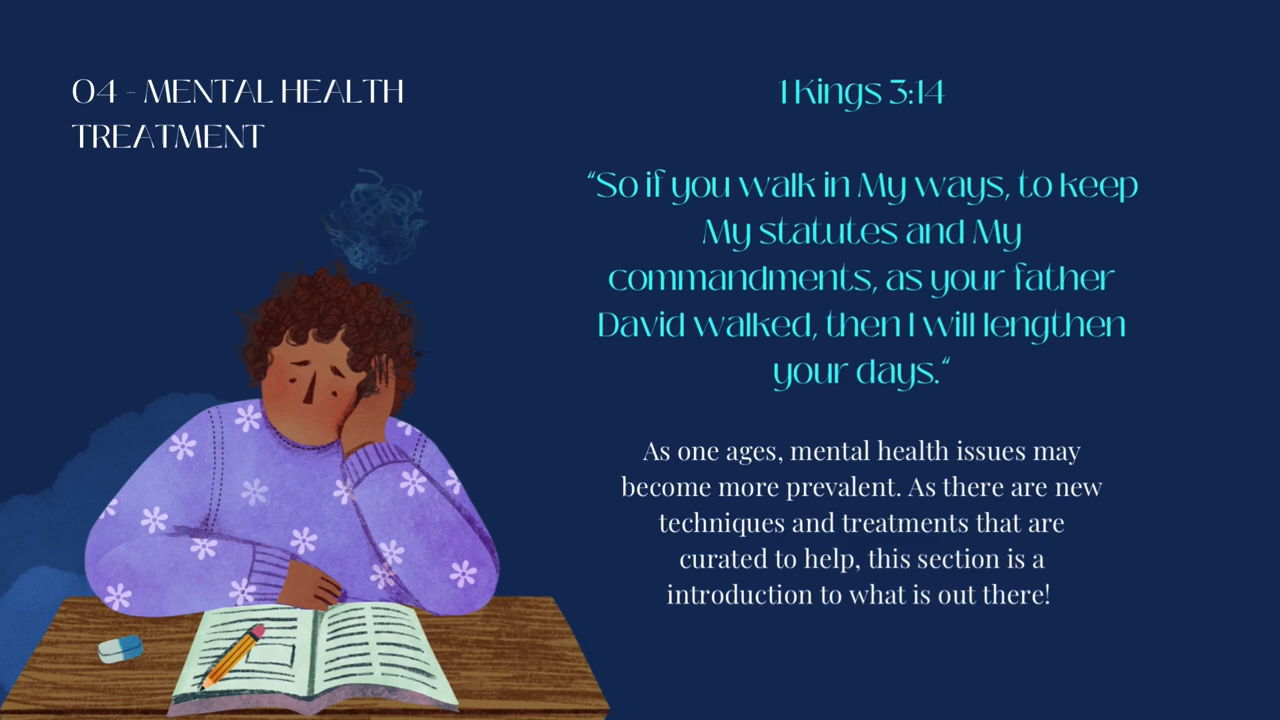 04 - MENTAL HEALTH
TREATMENT
1 Kings 3:14
“So if you walk in My ways, to keep
My statutes and My
commandments, as your father
David walked, then I will lengthen
your days.“
As one ages, mental health issues may
become more prevalent. As there are new
techniques and treatments that are
curated to help, this section is a
introduction to what is out there!